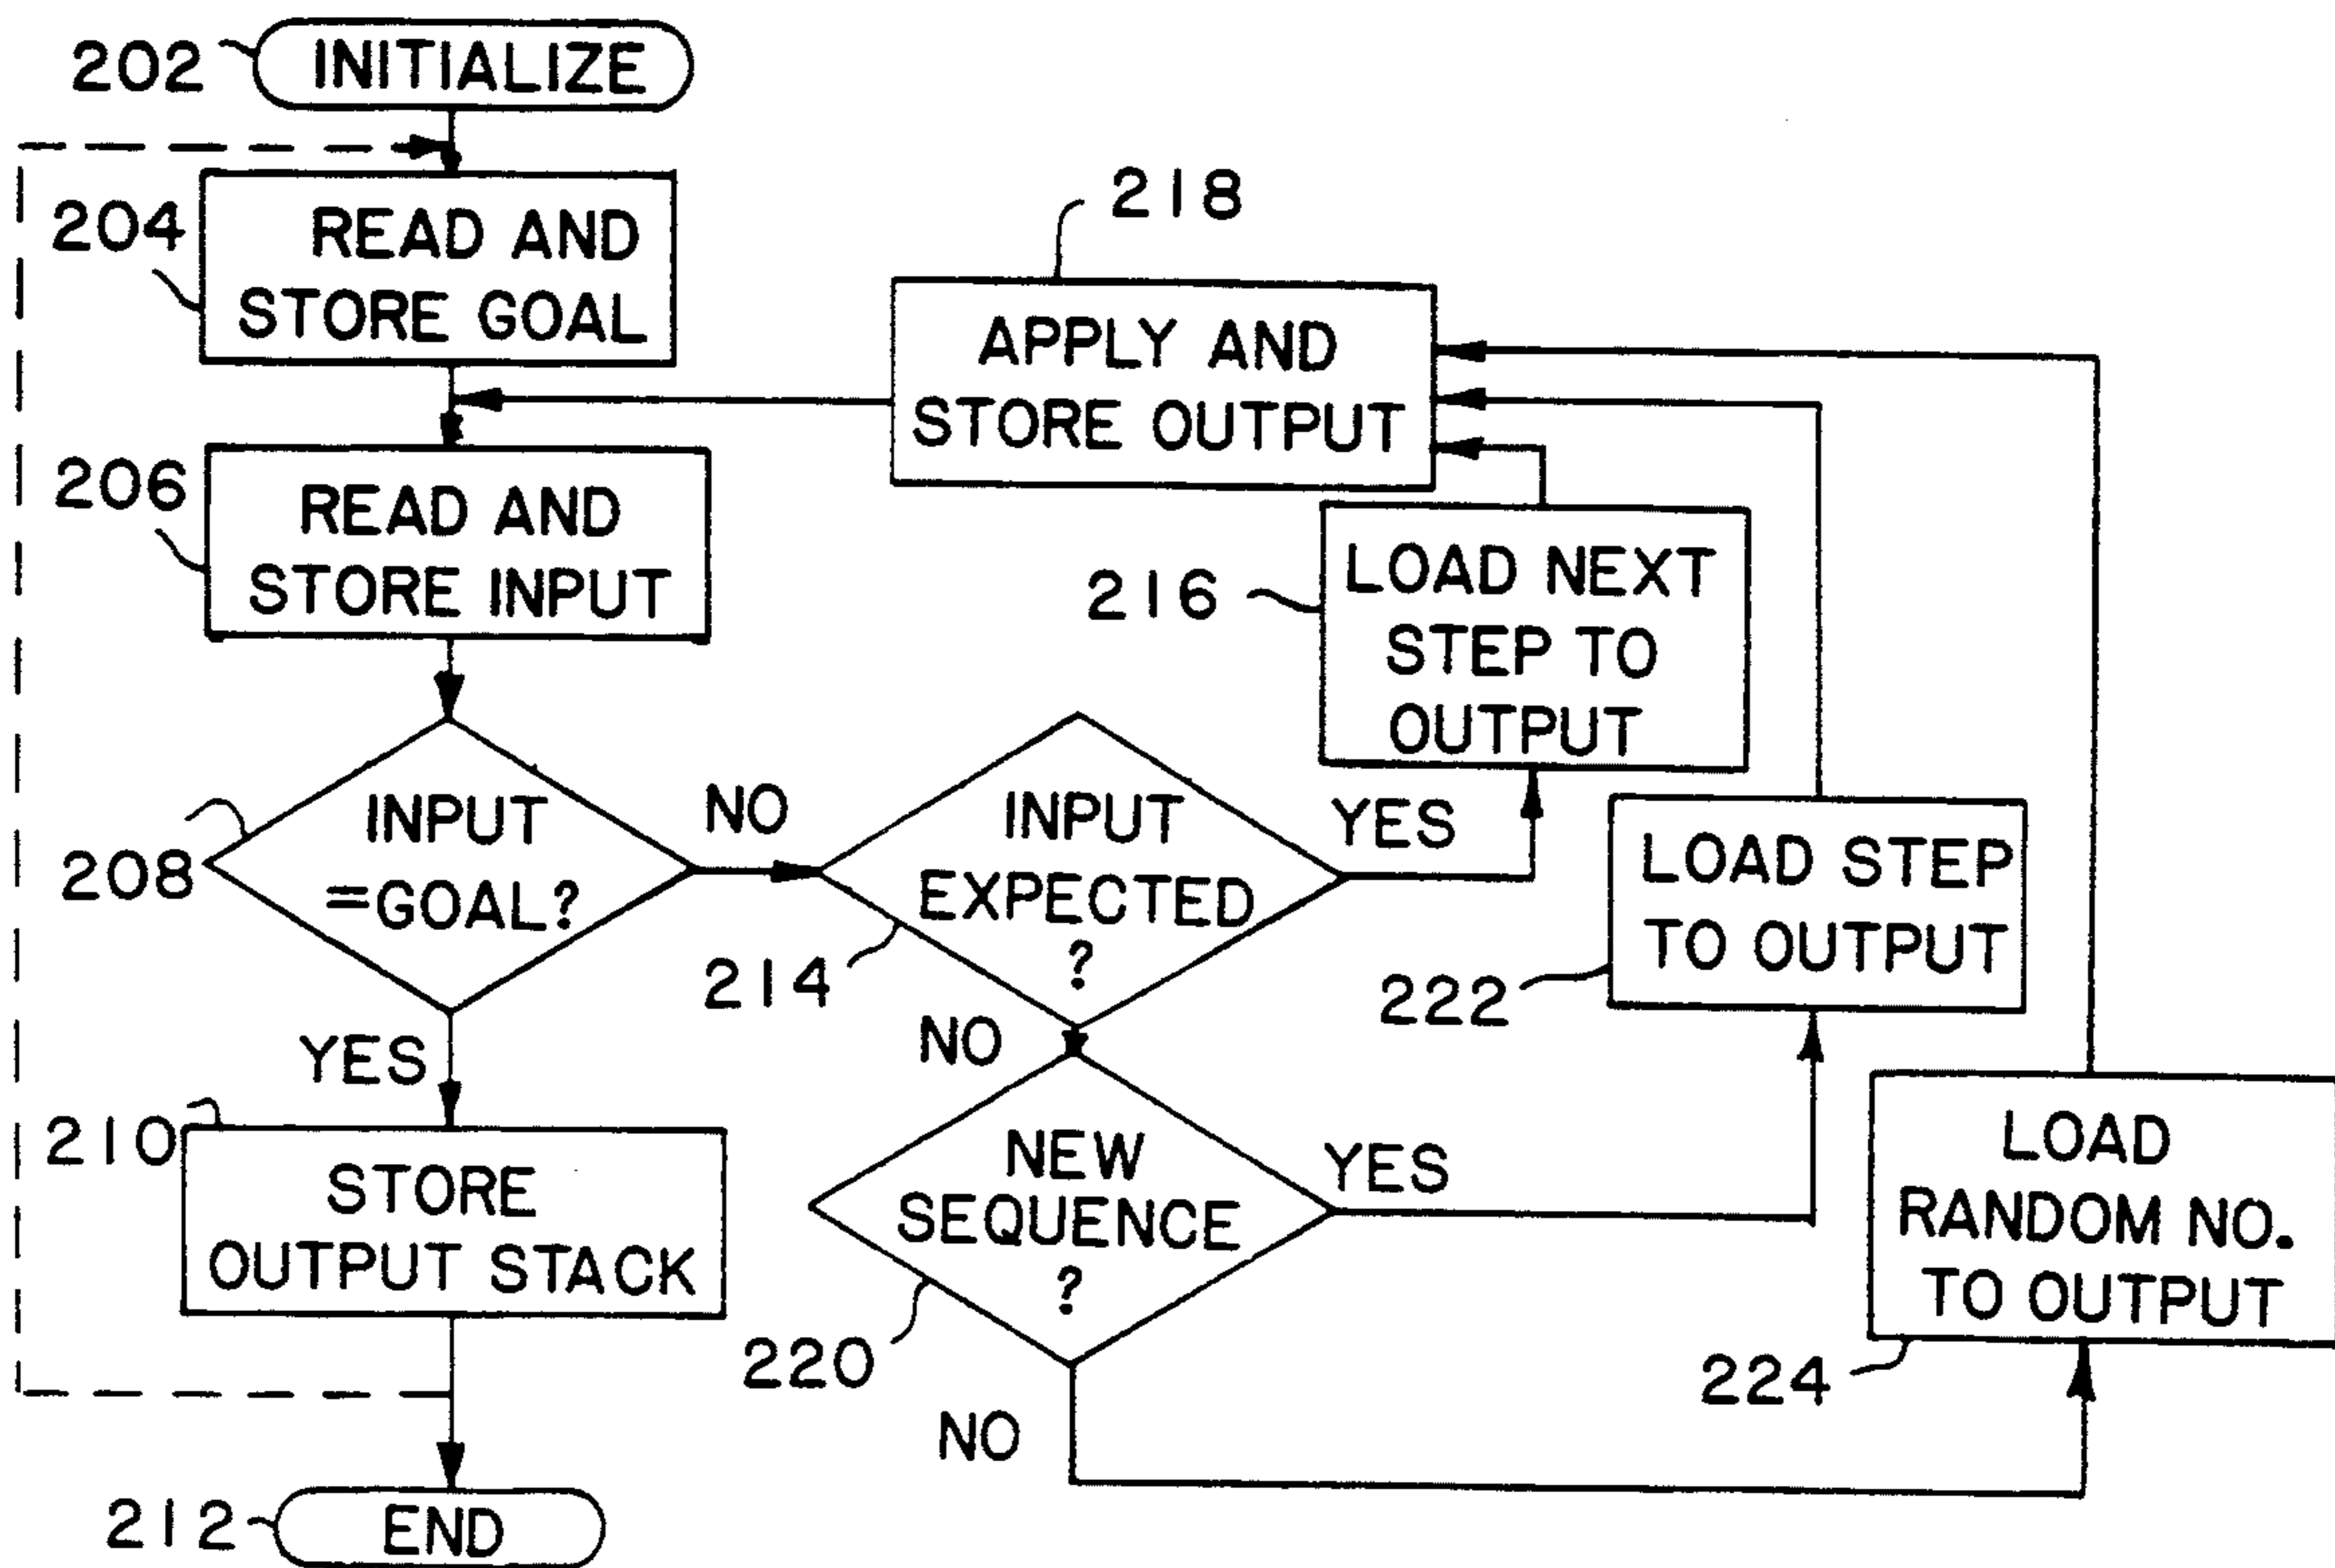 202
INITIALIZE
204
READ AND
STORE GOAL
218
APPLY AND
STORE OUTPUT
206
READ AND
STORE INPUT
216
LOAD NEXT
STEP TO
OUTPUT
208
INPUT
=GOAL?
NO
214
INPUT
EXPECTED
?
YES
222
LOAD STEP
TO OUTPUT
YES
NO
210
STORE
OUTPUT STACK
220
NEW
SEQUENCE
?
YES
NO
224
LOAD
RANDOM NO.
TO OUTPUT
212
END